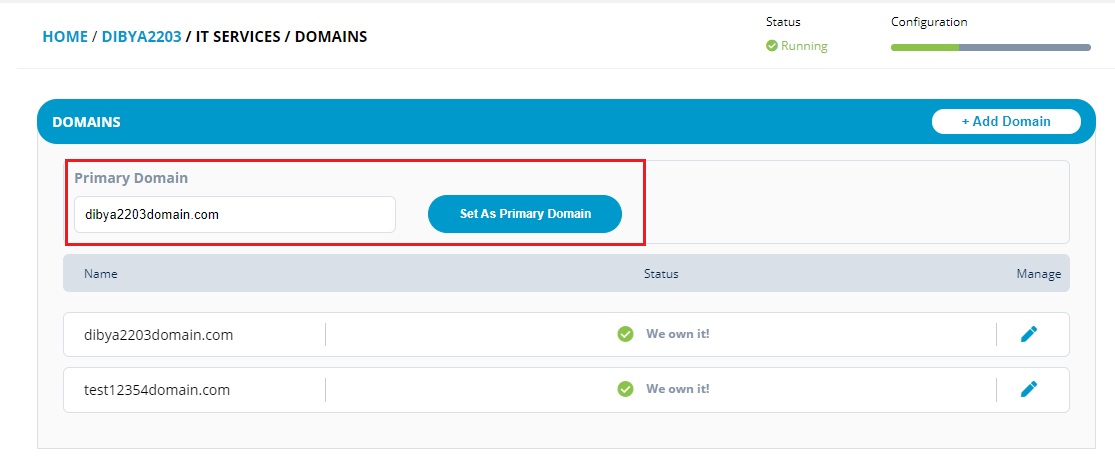 Status
Configuration
HOME / DIBYA2203 / IT SERVICES / DOMAINS
Running
DOMAINS
+ Add Domain
Primary Domain
dibya2203domain.com
Set As Primary Domain
Name Status Manage
dibya2203domain.com We own it!
test12354domain.com We own it!